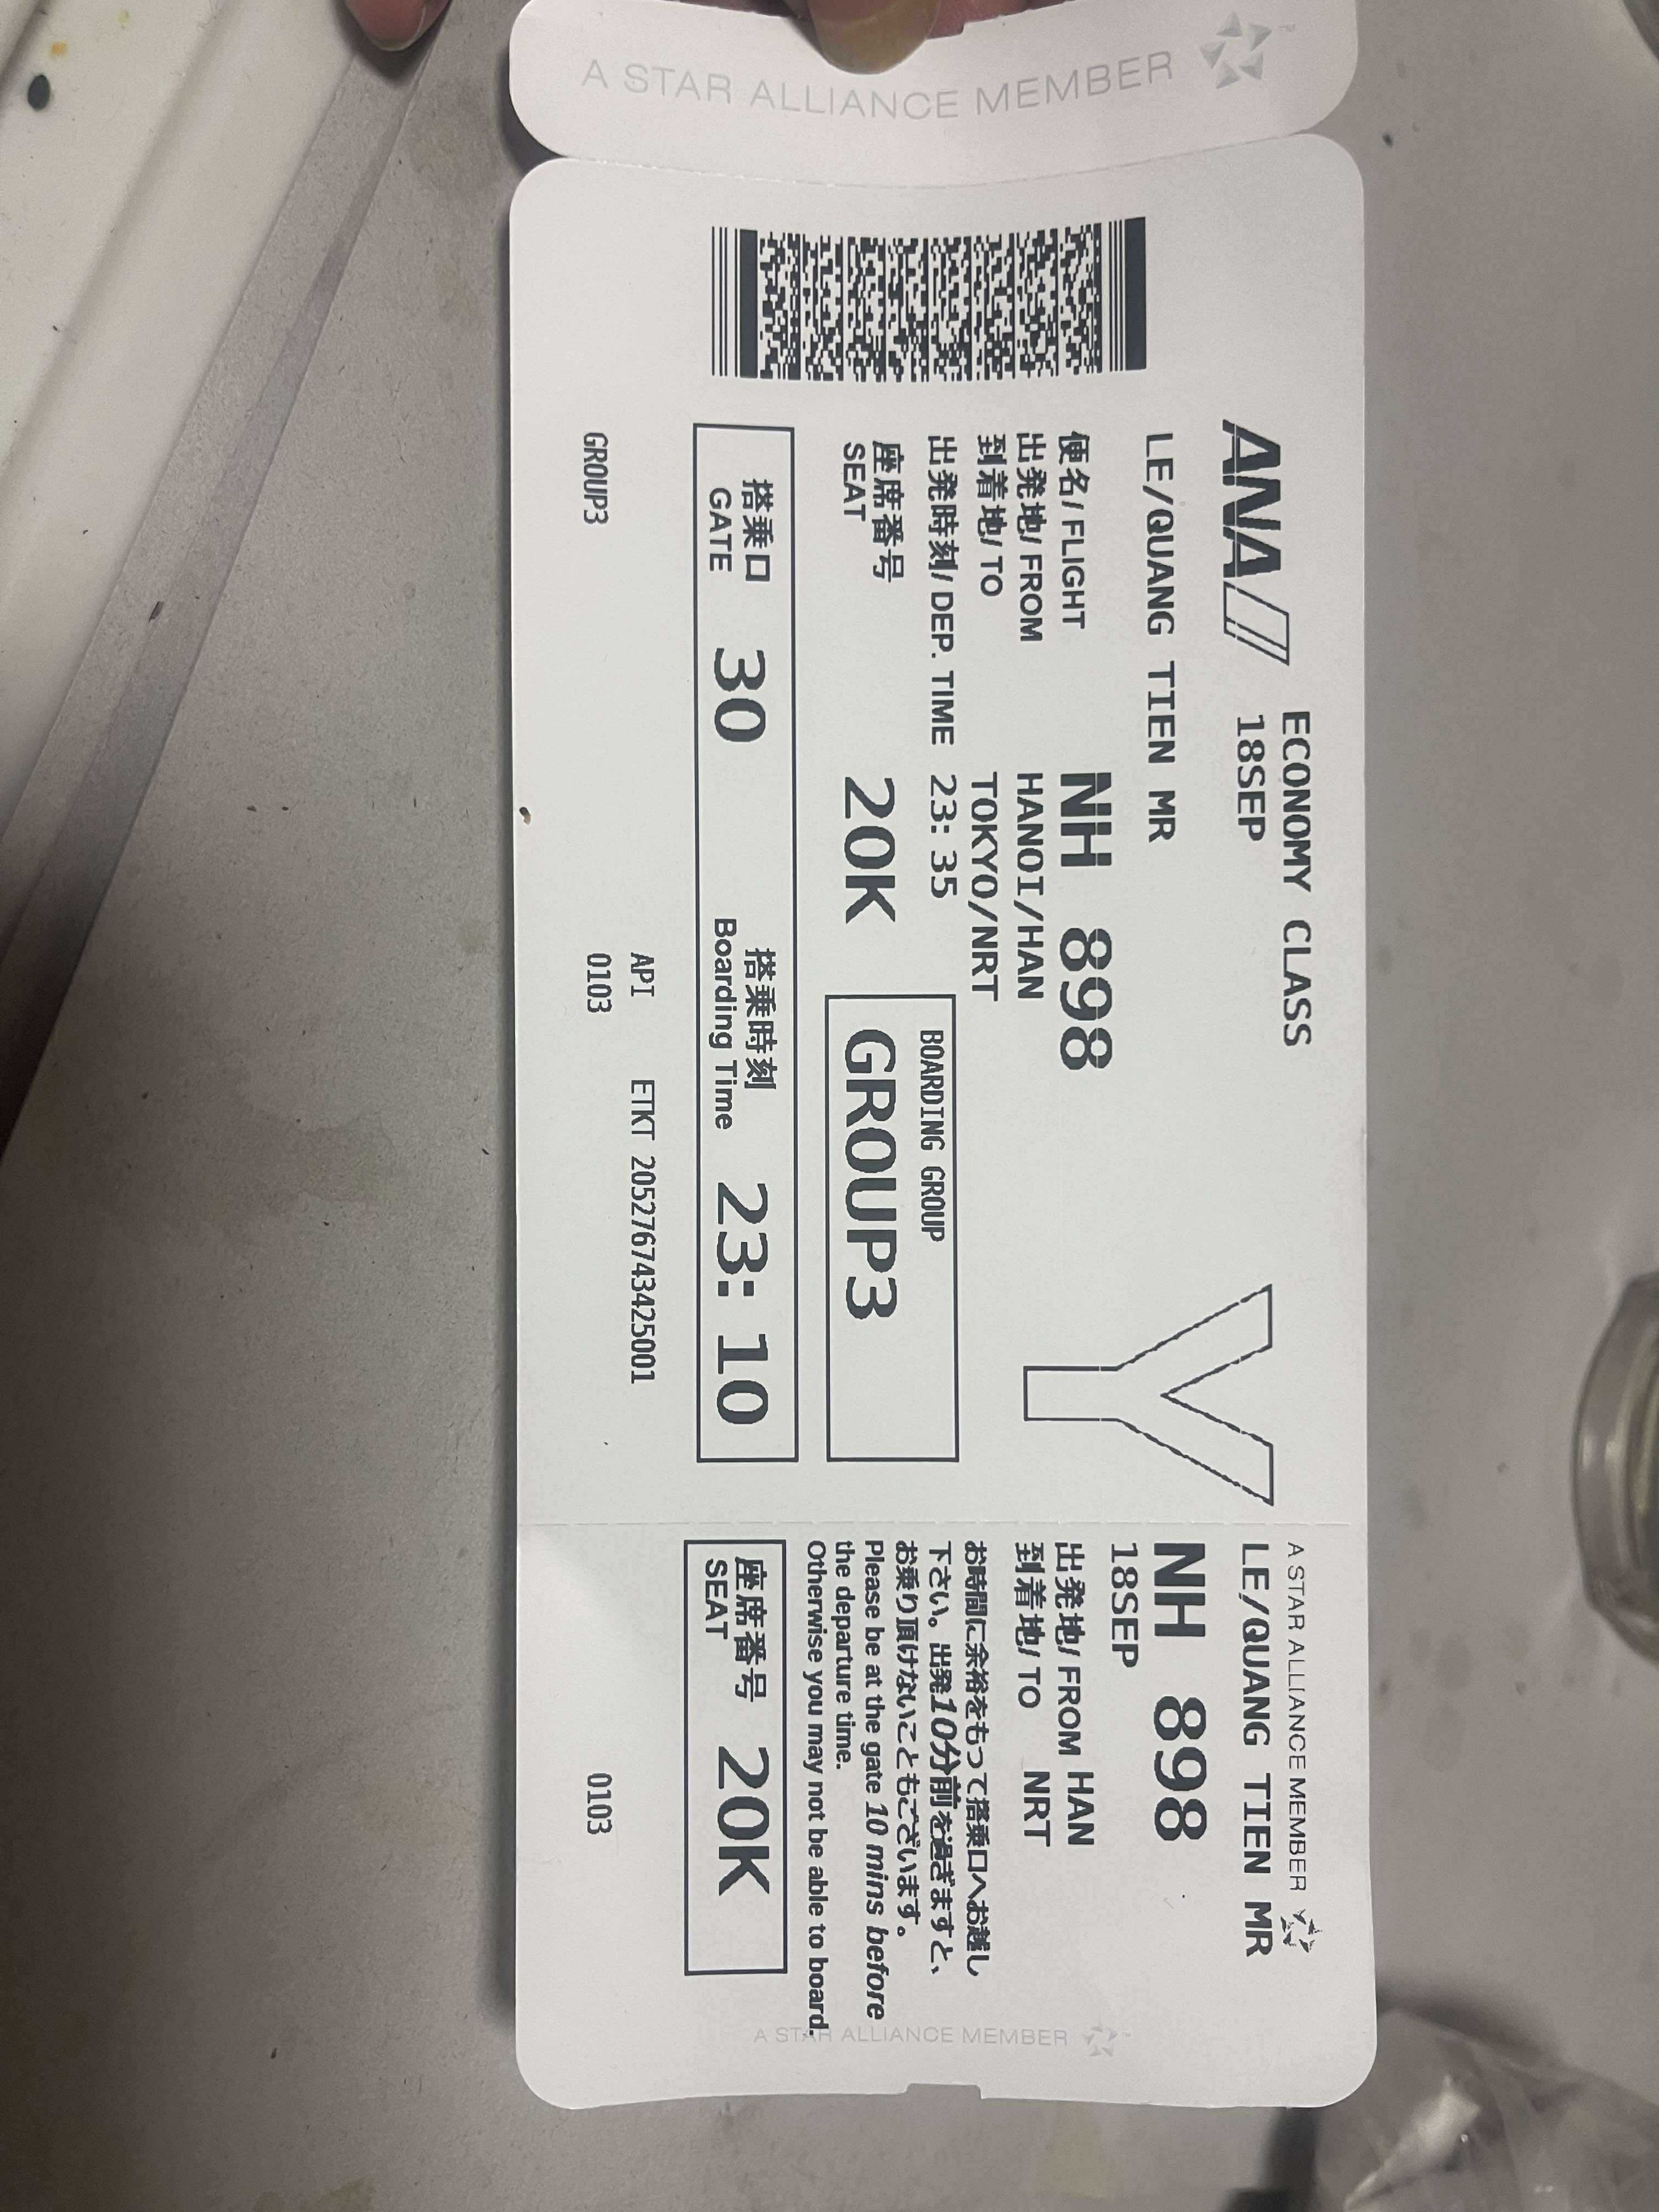 A STAR ALLIANCE MEMBER
ANA
ECONOMY CLASS
18SEP
LE/QUANG TIEN MR
便名/ FLIGHT NH 898
出発地/ FROM HANOI/HAN
到着地/ TO TOKYO/NRT
出発時刻/ DEP. TIME 23:35
座席番号
SEAT 20K
BOARDING GROUP
GROUP3
搭乗口
GATE 30
搭乗時刻
Boarding Time 23:10
API ETKT 205276743425001
GROUP3 0103
Y
A STAR ALLIANCE MEMBER
LE/QUANG TIEN MR
NH 898
18SEP
出発地/ FROM HAN
到着地/ TO NRT
お時間に余裕をもって搭乗口へお越し
下さい。出発10分前を過ぎますと、
お乗り頂けないこともございます。
Please be at the gate 10 mins before
the departure time.
Otherwise you may not be able to board.
座席番号
SEAT 20K
0103
A STAR ALLIANCE MEMBER